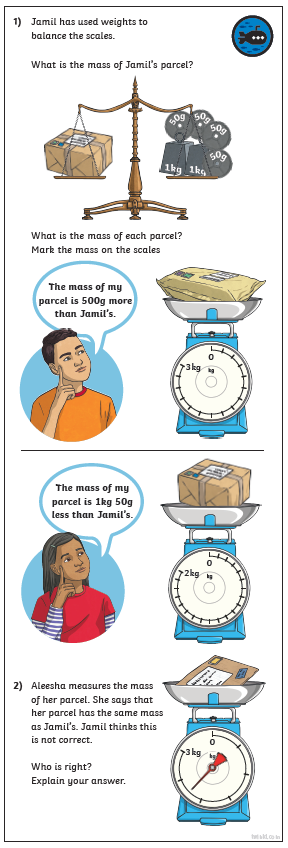 1) Jamil has used weights to
balance the scales.
What is the mass of Jamil's parcel?
50g
50g
50g
50g
1kg
1kg
What is the mass of each parcel?
Mark the mass on the scales
The mass of my
parcel is 500g more
than Jamil's.
0
3kg
kg
The mass of my
parcel is 1kg 50g
less than Jamil's.
0
2kg
kg
2) Aleesha measures the mass
of her parcel. She says that
her parcel has the same mass
as Jamil's. Jamil thinks this
is not correct.
Who is right?
Explain your answer.
0
3kg